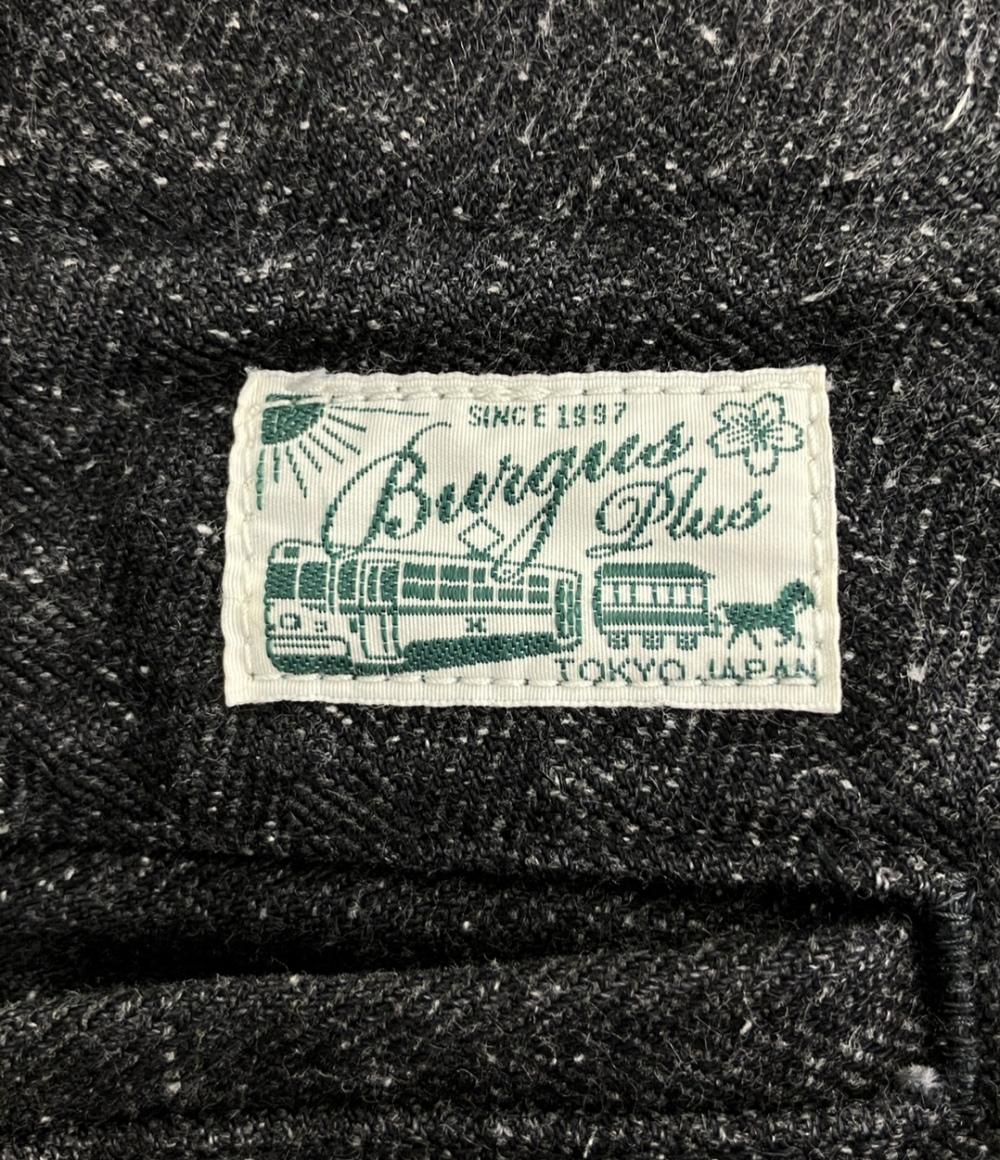 SINCE 1997
Burgus
Plus
TOKYO, JAPAN